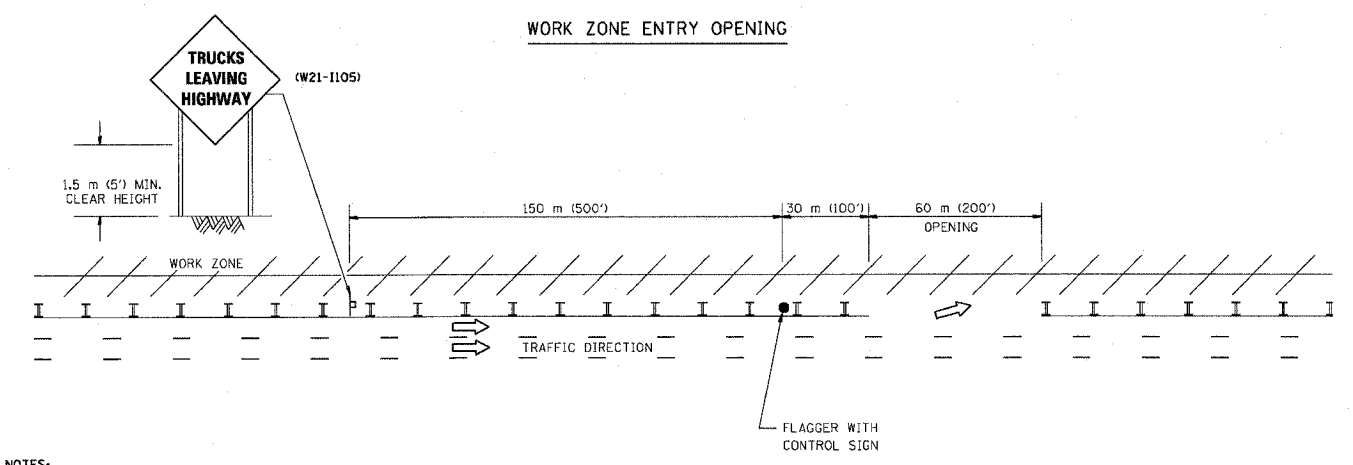 WORK ZONE ENTRY OPENING
TRUCKS
LEAVING
HIGHWAY
(W21-I105)
1.5 m (5') MIN.
CLEAR HEIGHT
150 m (500')
30 m (100')
60 m (200')
OPENING
WORK ZONE
TRAFFIC DIRECTION
FLAGGER WITH
CONTROL SIGN
NOTES: